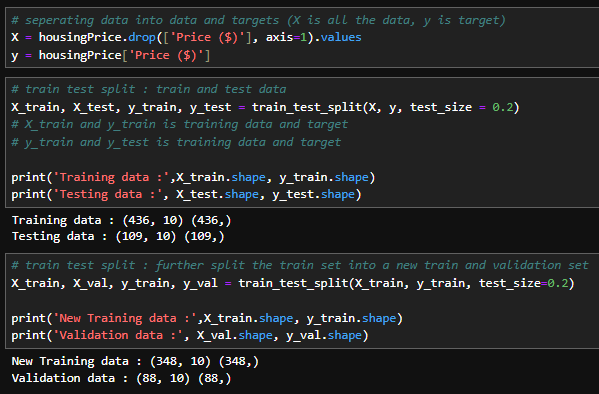 # seperating data into data and targets (X is all the data, y is target)
X = housingPrice.drop(['Price ($)'], axis=1).values
y = housingPrice['Price ($)']
# train test split : train and test data
X_train, X_test, y_train, y_test = train_test_split(X, y, test_size = 0.2)
# X_train and y_train is training data and target
# y_train and y_test is training data and target
print('Training data :',X_train.shape, y_train.shape)
print('Testing data :', X_test.shape, y_test.shape)
Training data : (436, 10) (436,)
Testing data : (109, 10) (109,)
# train test split : further split the train set into a new train and validation set
X_train, X_val, y_train, y_val = train_test_split(X_train, y_train, test_size=0.2)
print('New Training data :',X_train.shape, y_train.shape)
print('Validation data :', X_val.shape, y_val.shape)
New Training data : (348, 10) (348,)
Validation data : (88, 10) (88,)